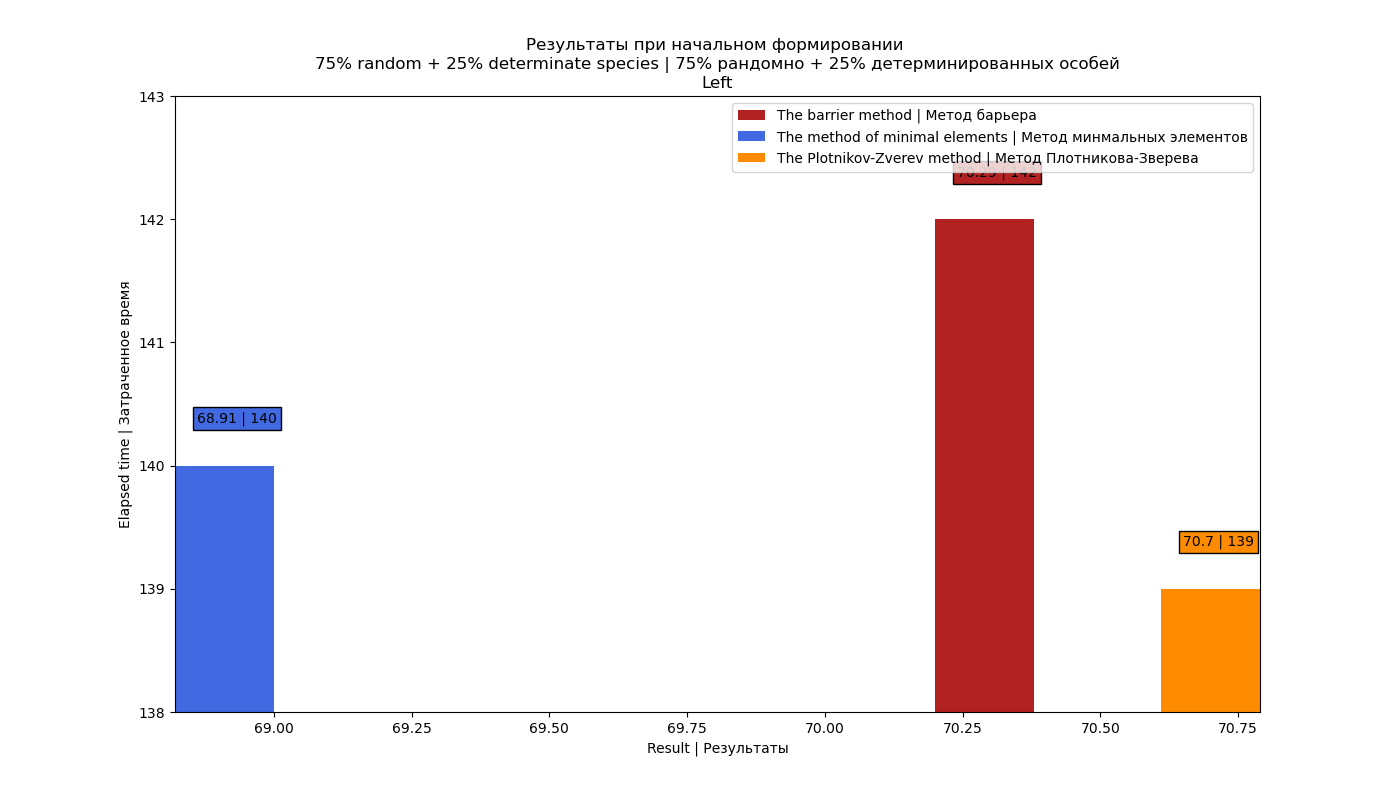 Результаты при начальном формировании
75% random + 25% determinate species | 75% рандомно + 25% детерминированных особей
Left
The barrier method | Метод барьера
The method of minimal elements | Метод минмальных элементов
The Plotnikov-Zverev method | Метод Плотникова-Зверева
70.29 | 142
68.91 | 140
70.7 | 139
Elapsed time | Затраченное время
143
142
141
140
139
138
69.00 69.25 69.50 69.75 70.00 70.25 70.50 70.75
Result | Результаты